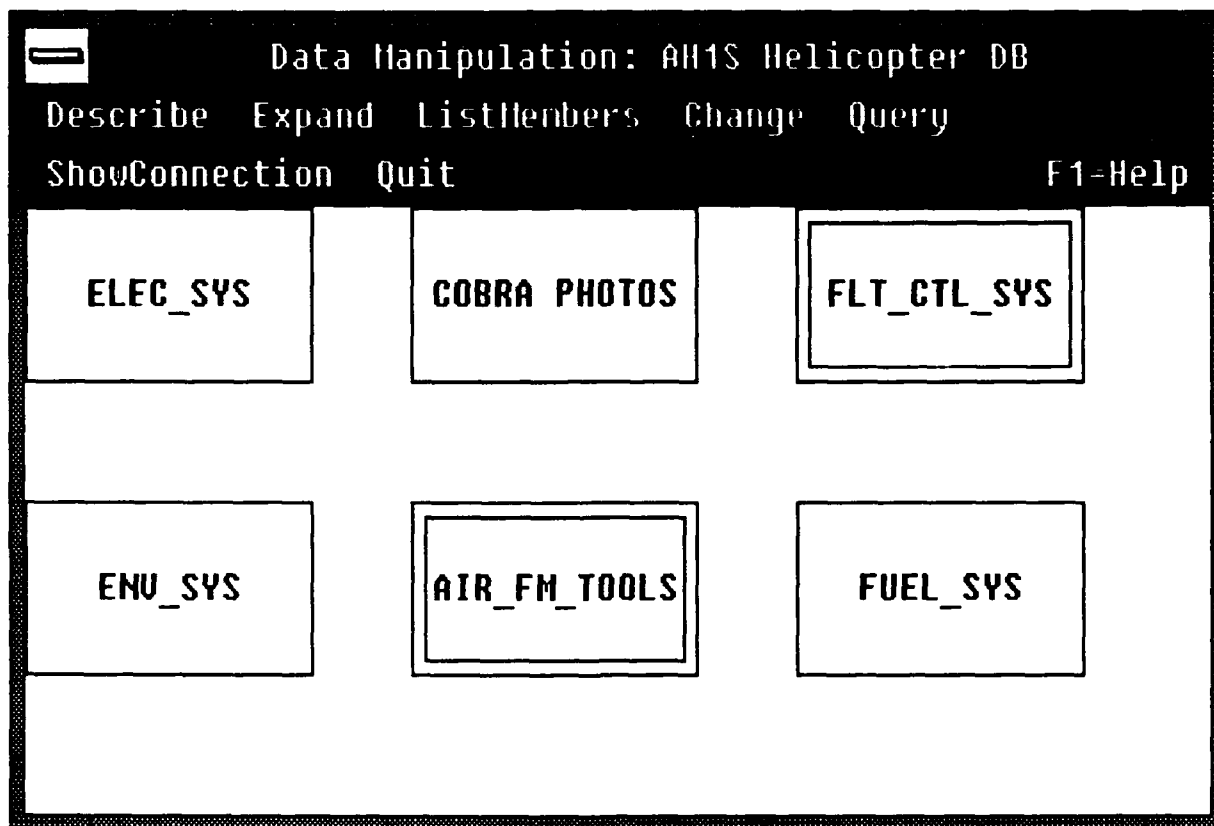 Data Manipulation: AH1S Helicopter DB
Describe Expand ListMembers Change Query
ShowConnection Quit F1=Help
ELEC_SYS COBRA PHOTOS FLT_CTL_SYS
ENV_SYS AIR_FM_TOOLS FUEL_SYS